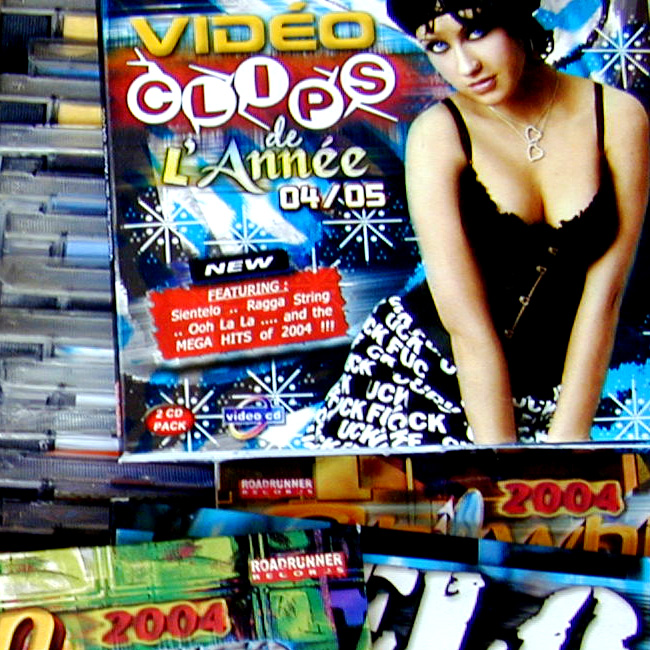 VIDÉO
CLIPS
de
L'Année
04/05
NEW
FEATURING :
Sientelo .. Ragga String
.. Ooh La La .... and the
MEGA HITS of 2004 !!!
2 CD
PACK
video cd
ROADRUNNER
RECORDS
2004
ROADRUNNER
RECORDS
2004